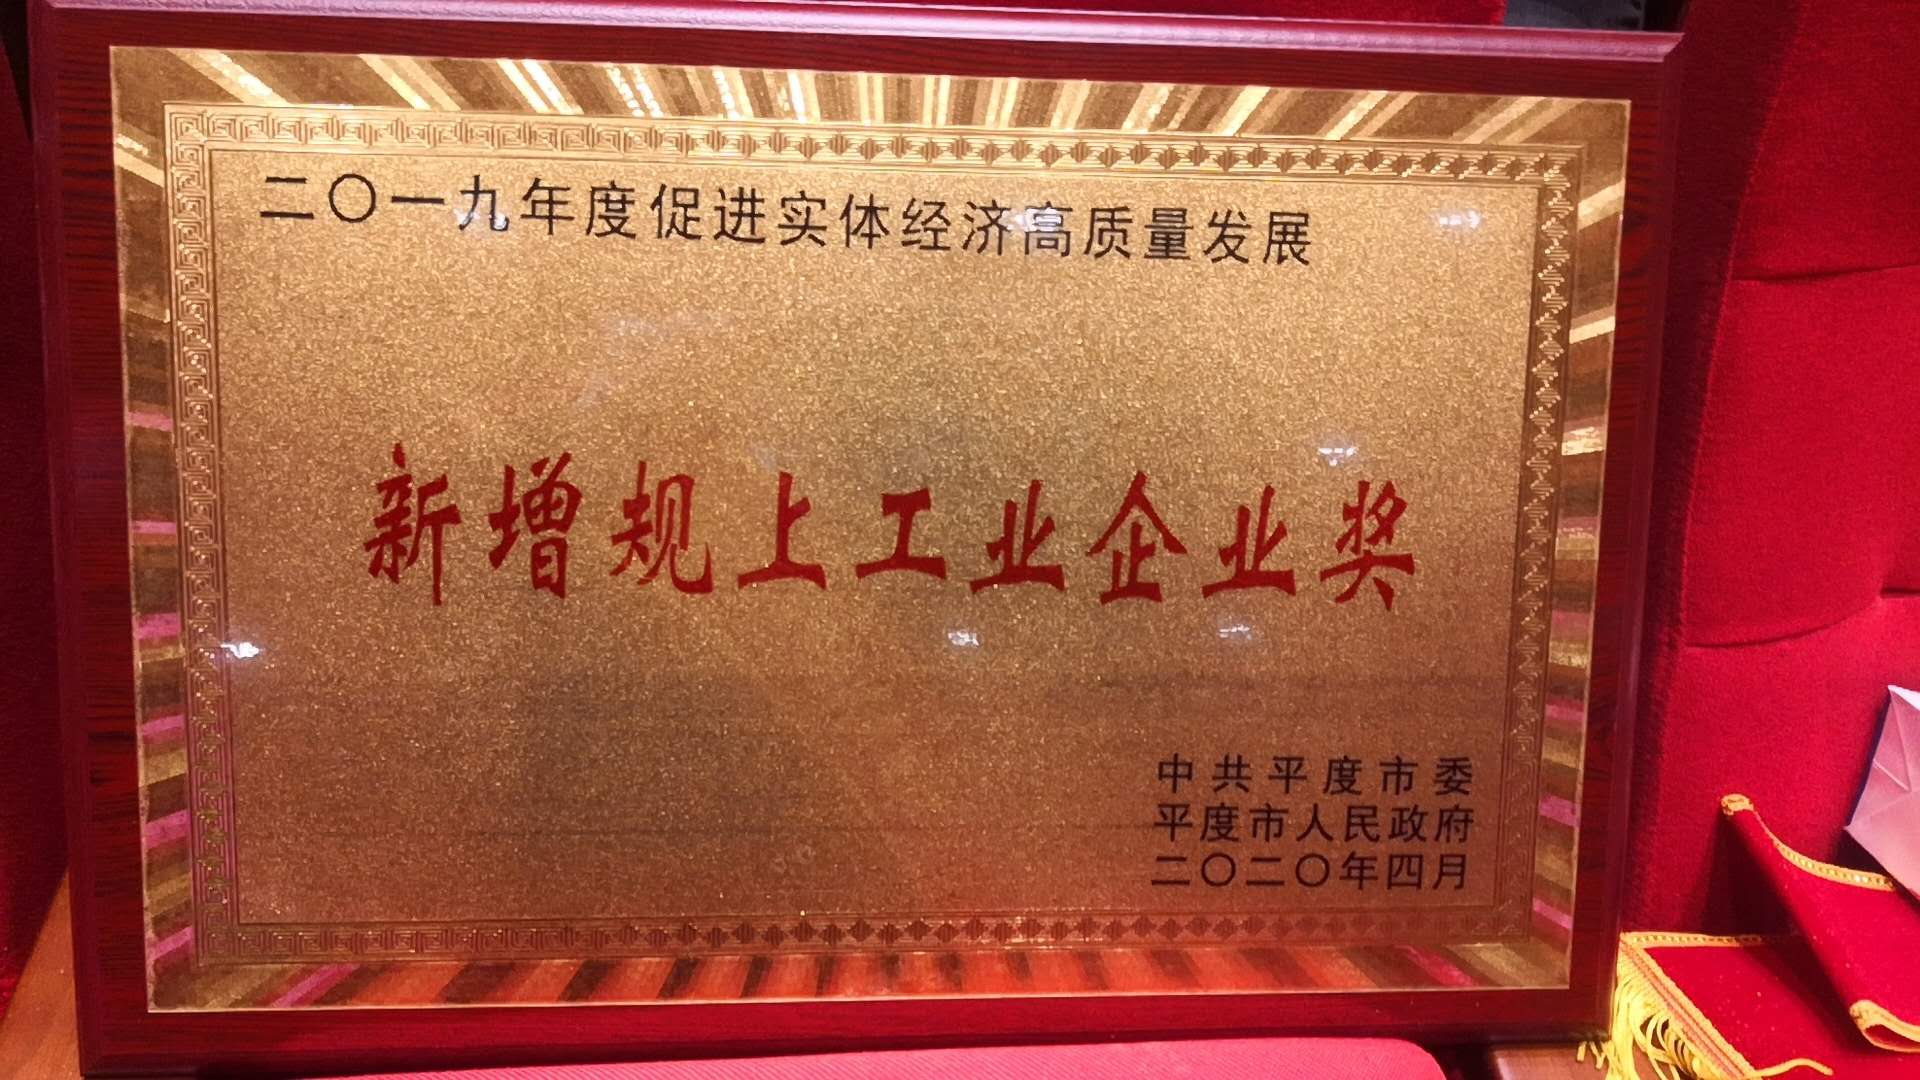 二〇一九年度促进实体经济高质量发展
新增规上工业企业奖
中共平度市委
平度市人民政府
二〇二〇年四月